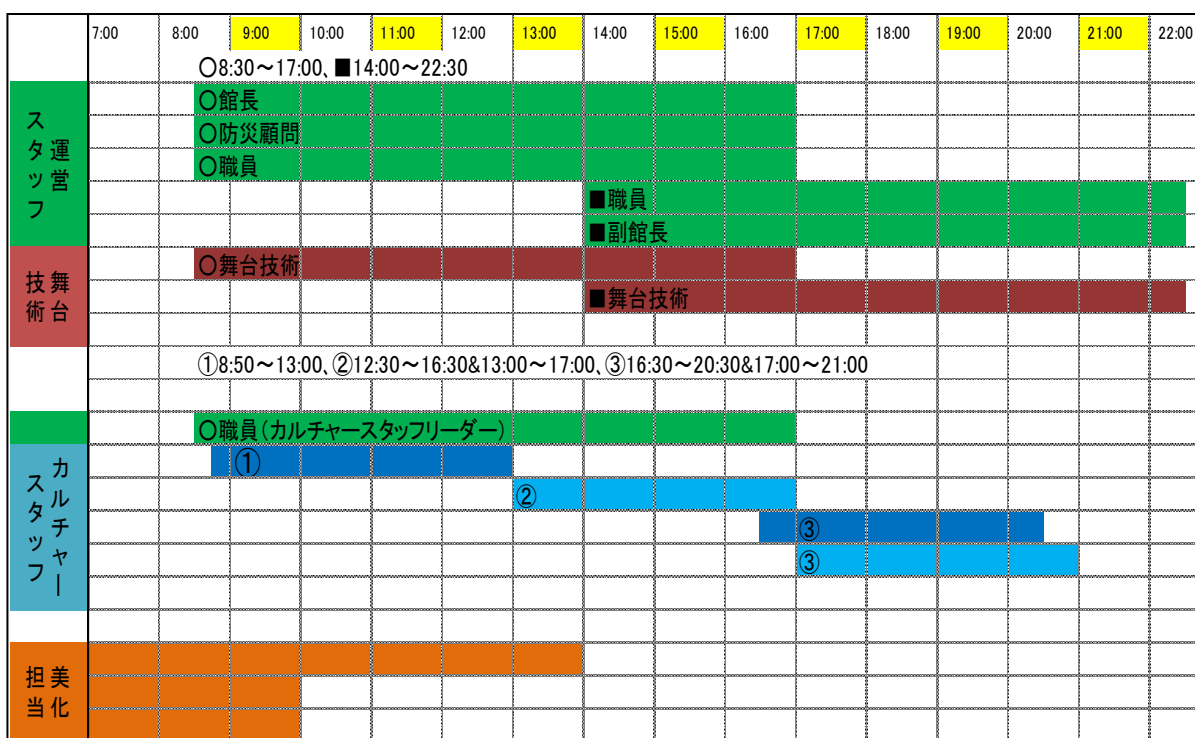 7:00 8:00 9:00 10:00 11:00 12:00 13:00 14:00 15:00 16:00 17:00 18:00 19:00 20:00 21:00 22:00
〇8:30～17:00、■14:00～22:30
運営スタッフ
〇館長
〇防災顧問
〇職員
■職員
■副館長
舞台技術
〇舞台技術
■舞台技術
①8:50～13:00、②12:30～16:30&13:00～17:00、③16:30～20:30&17:00～21:00
〇職員（カルチャースタッフリーダー）
カルチャースタッフ
①
②
③
③
美化担当